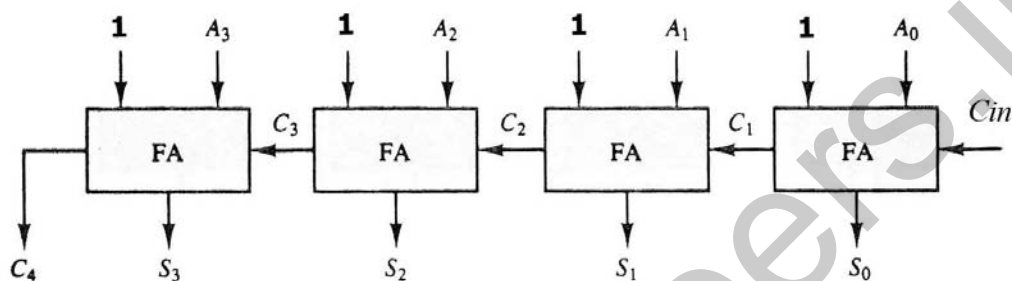 1 A3 1 A2 1 A1 1 A0
FA C3 FA C2 FA C1 FA Cin
C4 S3 S2 S1 S0